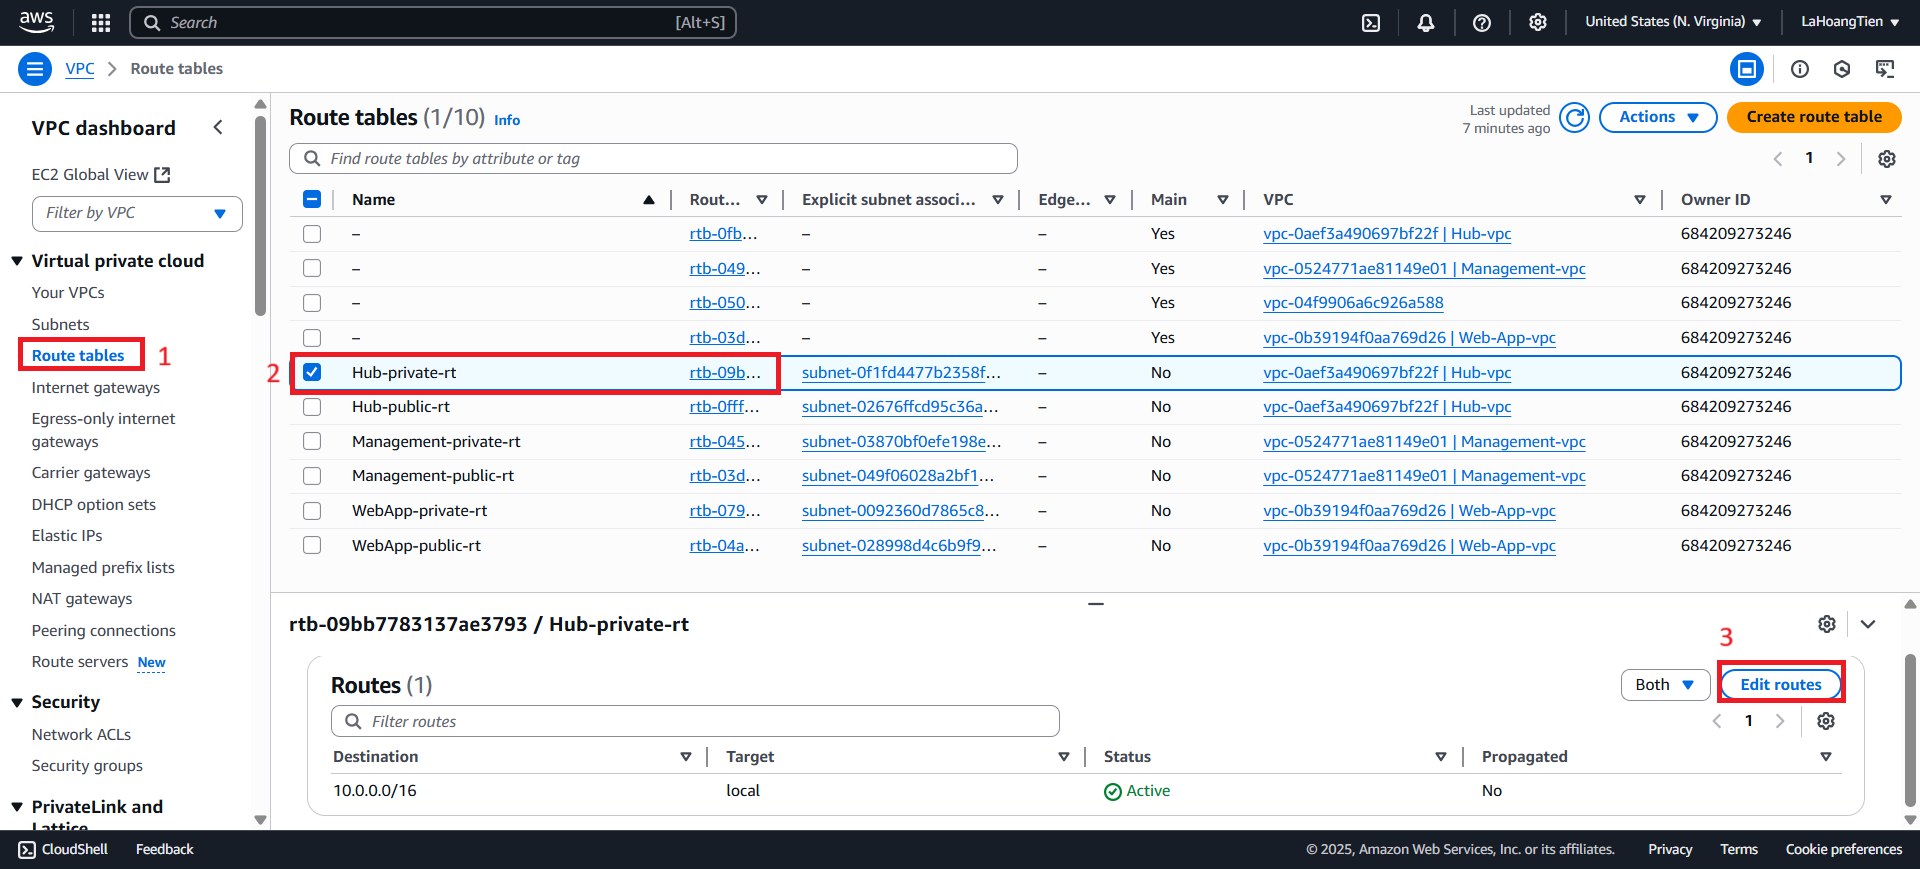 aws
Search [Alt+S]
United States (N. Virginia) LaHoangTien
VPC Route tables
VPC dashboard
EC2 Global View
Filter by VPC
Virtual private cloud
Your VPCs
Subnets
Route tables 1
Internet gateways
Egress-only internet
gateways
Carrier gateways
DHCP option sets
Elastic IPs
Managed prefix lists
NAT gateways
Peering connections
Route servers New
Security
Network ACLs
Security groups
PrivateLink and
Lattice
Route tables (1/10) Info
Last updated
7 minutes ago
Actions
Create route table
Find route tables by attribute or tag
1
Name Rout... Explicit subnet associ... Edge... Main VPC Owner ID
– rtb-0fb... – – Yes vpc-0aef3a490697bf22f | Hub-vpc 684209273246
– rtb-049... – – Yes vpc-0524771ae81149e01 | Management-vpc 684209273246
– rtb-050... – – Yes vpc-04f9906a6c926a588 684209273246
– rtb-03d... – – Yes vpc-0b39194f0aa769d26 | Web-App-vpc 684209273246
2 Hub-private-rt rtb-09b... subnet-0f1fd4477b2358f... – No vpc-0aef3a490697bf22f | Hub-vpc 684209273246
Hub-public-rt rtb-0fff... subnet-02676ffcd95c36a... – No vpc-0aef3a490697bf22f | Hub-vpc 684209273246
Management-private-rt rtb-045... subnet-03870bf0efe198e... – No vpc-0524771ae81149e01 | Management-vpc 684209273246
Management-public-rt rtb-03d... subnet-049f06028a2bf1... – No vpc-0524771ae81149e01 | Management-vpc 684209273246
WebApp-private-rt rtb-079... subnet-0092360d7865c8... – No vpc-0b39194f0aa769d26 | Web-App-vpc 684209273246
WebApp-public-rt rtb-04a... subnet-028998d4c6b9f9... – No vpc-0b39194f0aa769d26 | Web-App-vpc 684209273246
rtb-09bb7783137ae3793 / Hub-private-rt
3
Routes (1)
Both
Edit routes
Filter routes
1
Destination Target Status Propagated
10.0.0.0/16 local Active No
CloudShell Feedback © 2025, Amazon Web Services, Inc. or its affiliates. Privacy Terms Cookie preferences